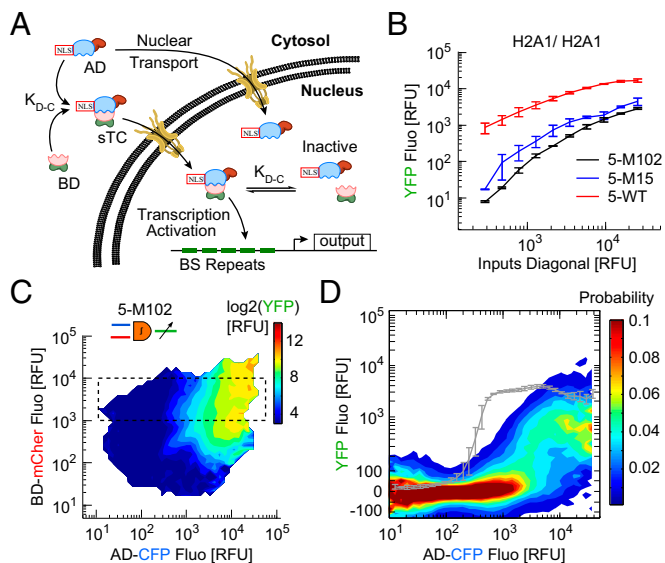 A
NLS
AD
Nuclear
Transport
Cytosol
Nucleus
K_D-C
NLS
sTC
BD
NLS
NLS
K_D-C
Inactive
NLS
Transcription
Activation
output
BS Repeats
B
H2A1/ H2A1
YFP Fluo [RFU]
10^5
10^4
10^3
10^2
10^1
5-M102
5-M15
5-WT
10^3
10^4
Inputs Diagonal [RFU]
C
5-M102
log2(YFP)
[RFU]
12
8
4
BD-mCher Fluo [RFU]
10^5
10^4
10^3
10^2
10^1
10^1
10^2
10^3
10^4
10^5
AD-CFP Fluo [RFU]
D
Probability
0.1
0.08
0.06
0.04
0.02
YFP Fluo [RFU]
10^5
10^4
10^3
100
0
-100
10^1
10^2
10^3
10^4
AD-CFP Fluo [RFU]